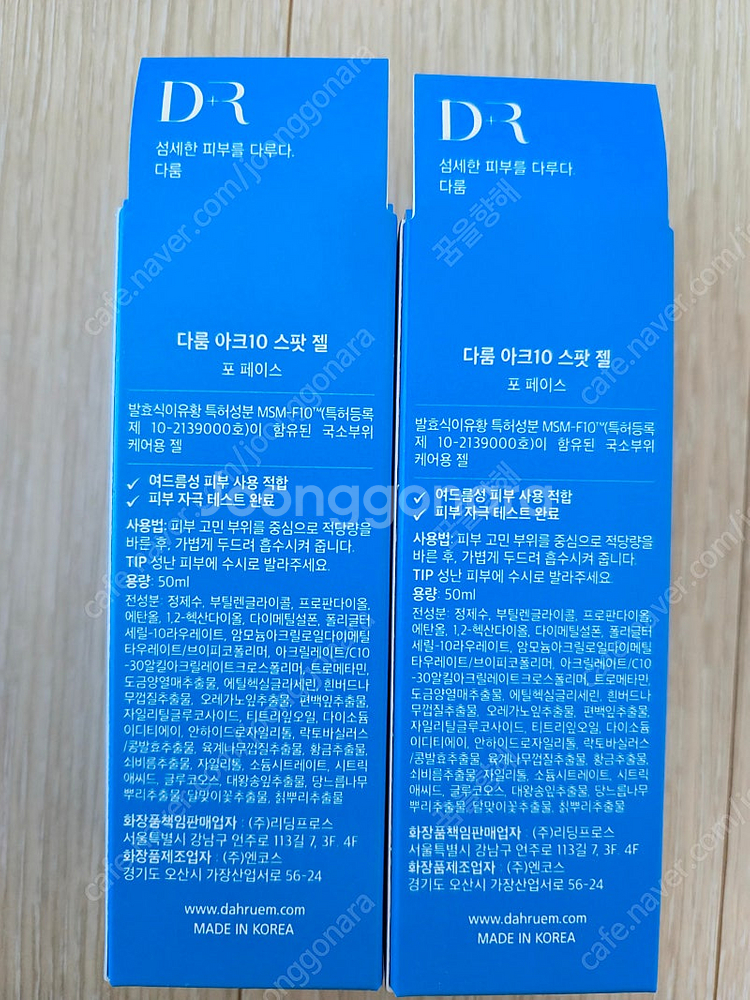 D+R
섬세한 피부를 다루다.
다룸
다룸 아크10 스팟 젤
포 페이스
발효식이유황 특허성분 MSM-F10™(특허등록
제 10-2139000호)이 함유된 국소부위
케어용 젤
✓ 여드름성 피부 사용 적합
✓ 피부 자극 테스트 완료
사용법: 피부 고민 부위를 중심으로 적당량을
바른 후, 가볍게 두드려 흡수시켜 줍니다.
TIP 성난 피부에 수시로 발라주세요.
용량: 50ml
전성분: 정제수, 부틸렌글라이콜, 프로판다이올,
에탄올, 1,2-헥산다이올, 다이메틸설폰, 폴리글터
세릴-10라우레이트, 암모늄아크릴로일다이메틸
타우레이트/브이피코폴리머, 아크릴레이트/C10
-30알킬아크릴레이트크로스폴리머, 트로메타민,
도금양열매추출물, 에틸헥실글리세린, 흰버드나
무껍질추출물, 오레가노잎추출물, 편백잎추출물,
자일리틸글루코사이드, 티트리잎오일, 다이소듐
이디티에이, 안하이드로자일리톨, 락토바실러스
/콩발효추출물, 육계나무껍질추출물, 황금추출물,
쇠비름추출물, 자일리톨, 소듐시트레이트, 시트릭
애씨드, 글루코오스, 대왕송잎추출물, 당느릅나무
뿌리추출물, 달맞이꽃추출물, 칡뿌리추출물
화장품책임판매업자 : (주)리딩프로스
서울특별시 강남구 언주로 113길 7, 3F. 4F
화장품제조업자 : (주)엔코스
경기도 오산시 가장산업서로 56-24
www.dahruem.com
MADE IN KOREA
D+R
섬세한 피부를 다루다.
다룸
다룸 아크10 스팟 젤
포 페이스
발효식이유황 특허성분 MSM-F10™(특허등록
제 10-2139000호)이 함유된 국소부위
케어용 젤
✓ 여드름성 피부 사용 적합
✓ 피부 자극 테스트 완료
사용법: 피부 고민 부위를 중심으로 적당량을
바른 후, 가볍게 두드려 흡수시켜 줍니다.
TIP 성난 피부에 수시로 발라주세요.
용량: 50ml
전성분: 정제수, 부틸렌글라이콜, 프로판다이올,
에탄올, 1,2-헥산다이올, 다이메틸설폰, 폴리글터
세릴-10라우레이트, 암모늄아크릴로일다이메틸
타우레이트/브이피코폴리머, 아크릴레이트/C10
-30알킬아크릴레이트크로스폴리머, 트로메타민,
도금양열매추출물, 에틸헥실글리세린, 흰버드나
무껍질추출물, 오레가노잎추출물, 편백잎추출물,
자일리틸글루코사이드, 티트리잎오일, 다이소듐
이디티에이, 안하이드로자일리톨, 락토바실러스
/콩발효추출물, 육계나무껍질추출물, 황금추출물,
쇠비름추출물, 자일리톨, 소듐시트레이트, 시트릭
애씨드, 글루코오스, 대왕송잎추출물, 당느릅나
무뿌리추출물, 달맞이꽃추출물, 칡뿌리추출물
화장품책임판매업자 : (주)리딩프로스
서울특별시 강남구 언주로 113길 7, 3F. 4F
화장품제조업자 : (주)엔코스
경기도 오산시 가장산업서로 56-24
www.dahruem.com
MADE IN KOREA
Joonggonara
cafe.naver.com/joonggonara
꿈을향해